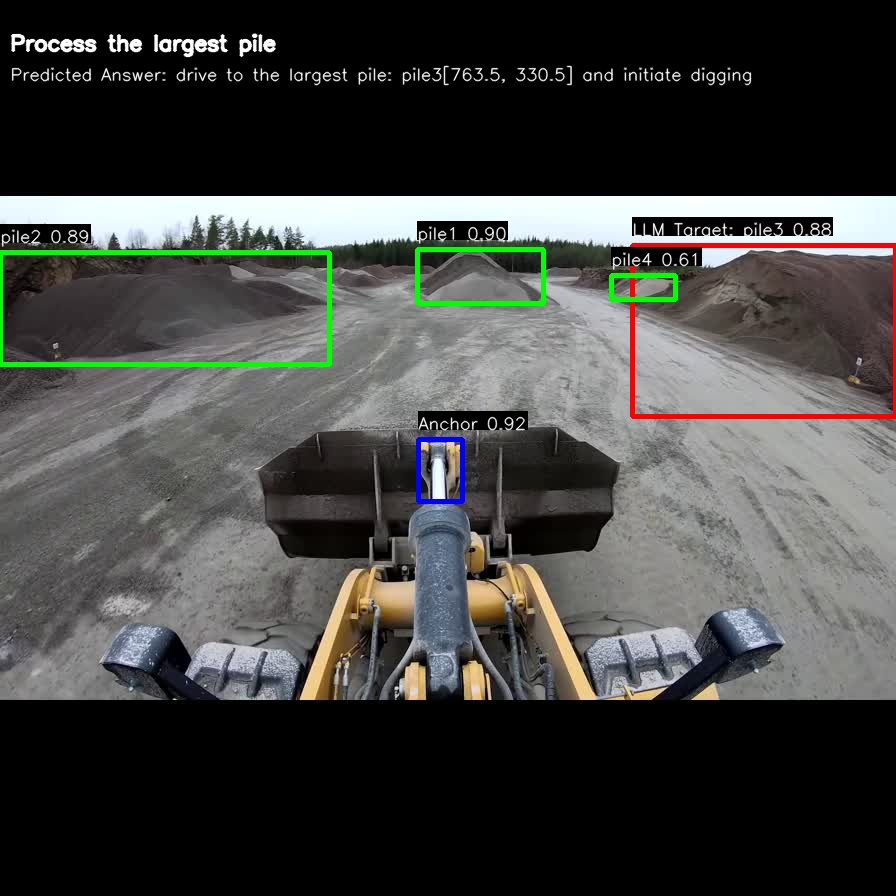 Process the largest pile
Predicted Answer: drive to the largest pile: pile3[763.5, 330.5] and initiate digging
pile2 0.89
pile1 0.90
LLM Target: pile3 0.88
pile4 0.61
Anchor 0.92